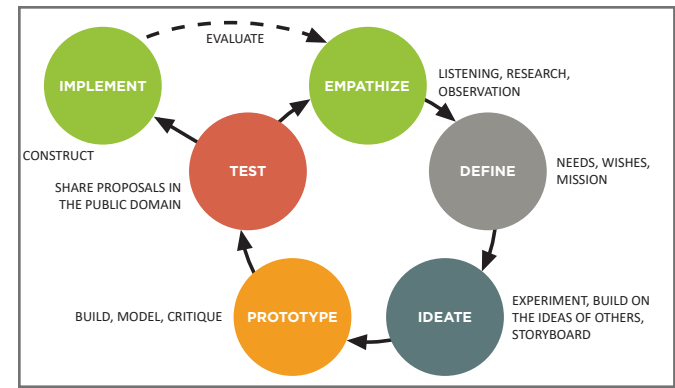 EVALUATE
IMPLEMENT
EMPATHIZE
LISTENING, RESEARCH,
OBSERVATION
CONSTRUCT
TEST
DEFINE
NEEDS, WISHES,
MISSION
SHARE PROPOSALS IN
THE PUBLIC DOMAIN
BUILD, MODEL, CRITIQUE
PROTOTYPE
IDEATE
EXPERIMENT, BUILD ON
THE IDEAS OF OTHERS,
STORYBOARD